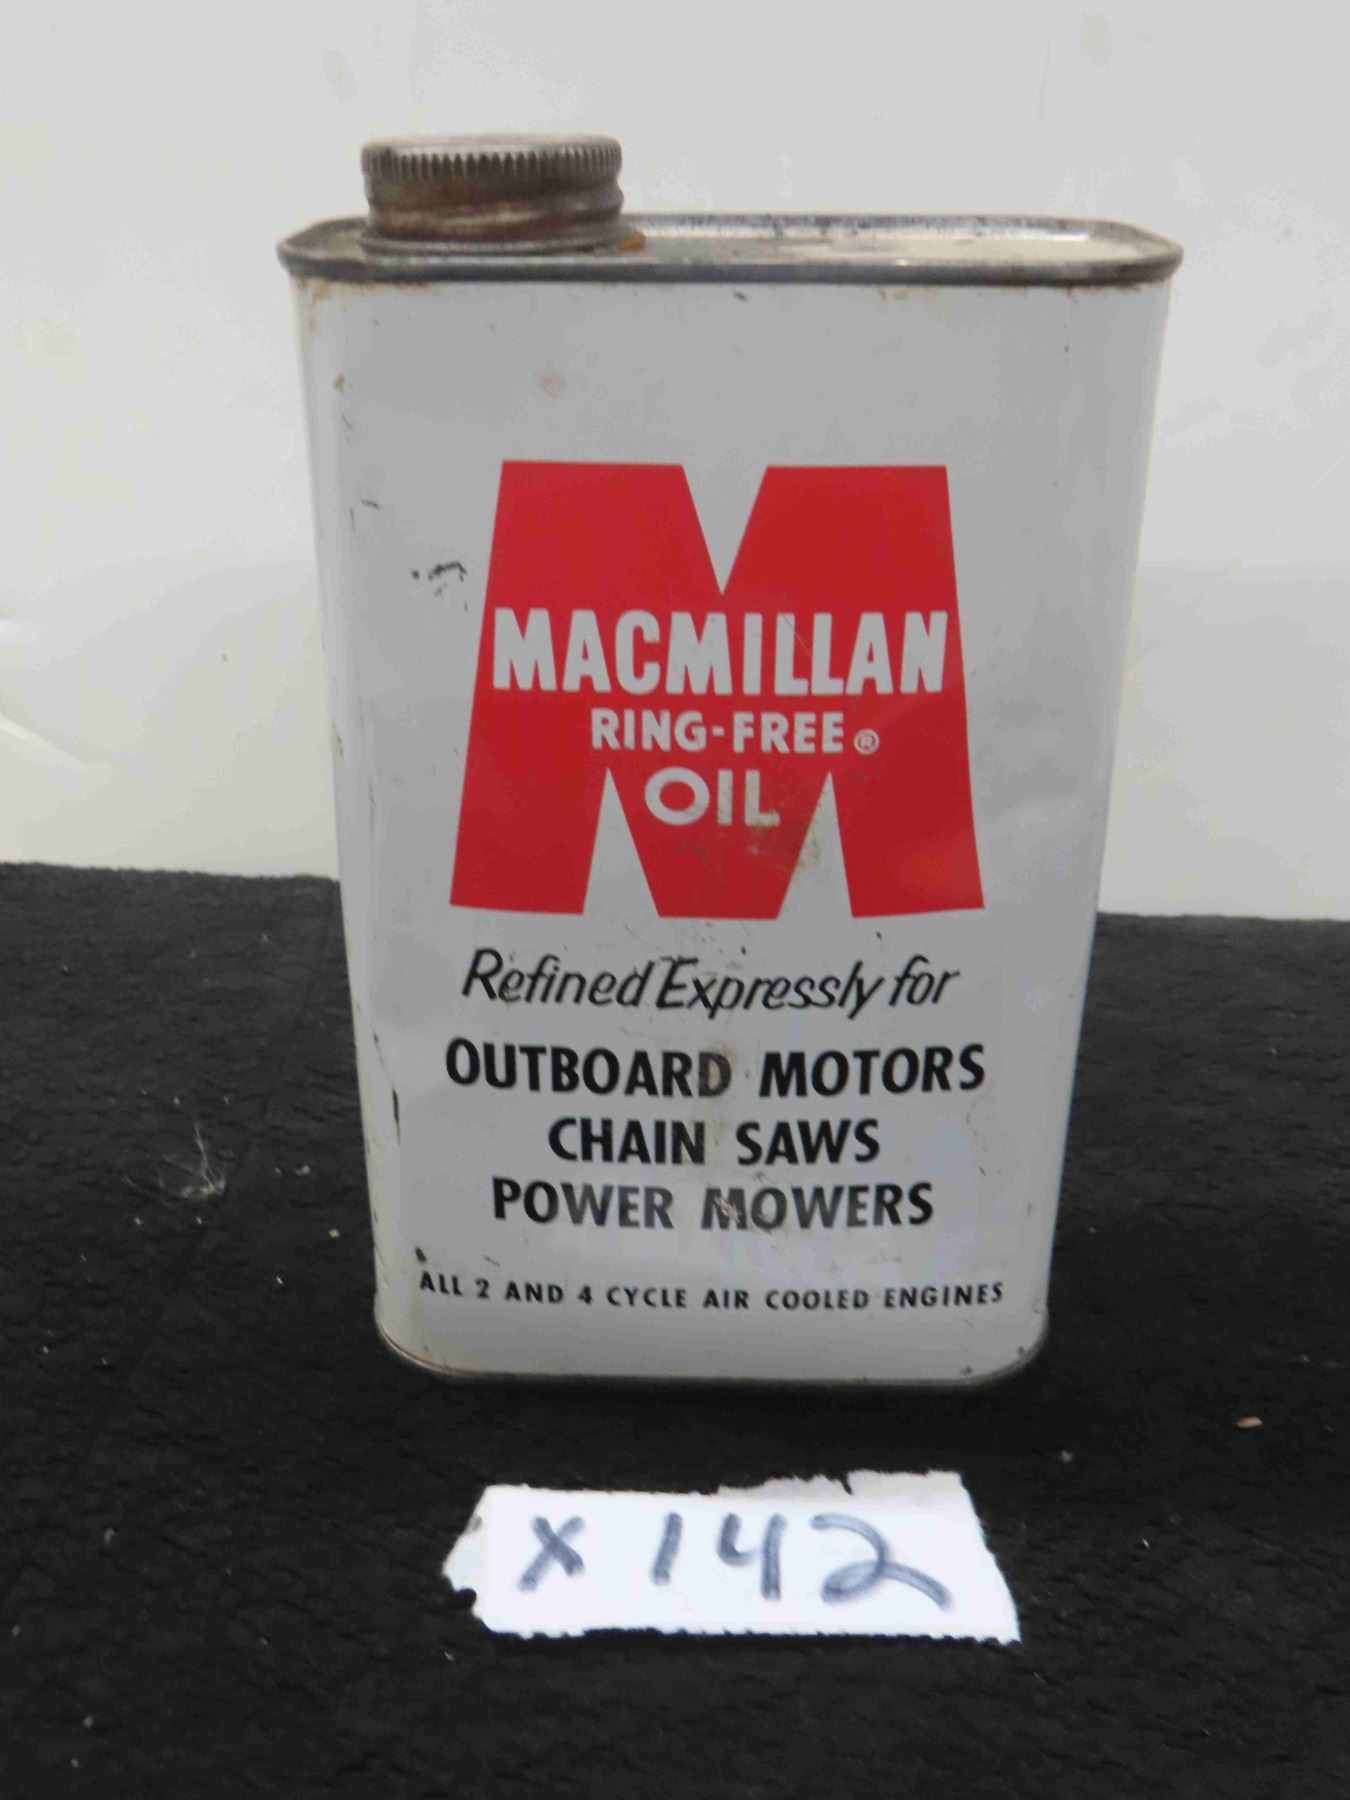 MACMILLAN
RING-FREE®
OIL
Refined Expressly for
OUTBOARD MOTORS
CHAIN SAWS
POWER MOWERS
ALL 2 AND 4 CYCLE AIR COOLED ENGINES
X142